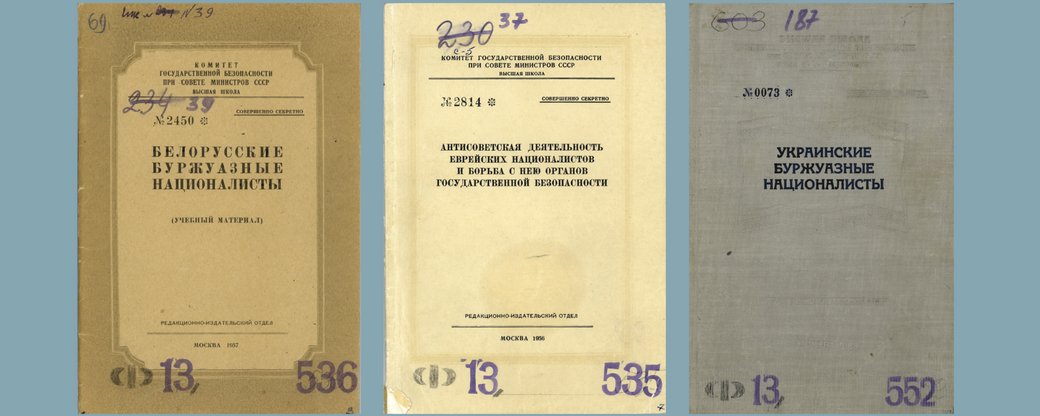 69
№39
КОМИТЕТ
ГОСУДАРСТВЕННОЙ БЕЗОПАСНОСТИ
ПРИ СОВЕТЕ МИНИСТРОВ СССР
ВЫСШАЯ ШКОЛА
234 39
СОВЕРШЕННО СЕКРЕТНО
№2450
БЕЛОРУССКИЕ
БУРЖУАЗНЫЕ
НАЦИОНАЛИСТЫ
(УЧЕБНЫЙ МАТЕРИАЛ)
РЕДАКЦИОННО-ИЗДАТЕЛЬСКИЙ ОТДЕЛ
МОСКВА 1957
Ф 13, 536
230 37
с-5
КОМИТЕТ ГОСУДАРСТВЕННОЙ БЕЗОПАСНОСТИ
ПРИ СОВЕТЕ МИНИСТРОВ СССР
ВЫСШАЯ ШКОЛА
№2814
СОВЕРШЕННО СЕКРЕТНО
АНТИСОВЕТСКАЯ ДЕЯТЕЛЬНОСТЬ
ЕВРЕЙСКИХ НАЦИОНАЛИСТОВ
И БОРЬБА С НЕЮ ОРГАНОВ
ГОСУДАРСТВЕННОЙ БЕЗОПАСНОСТИ
РЕДАКЦИОННО-ИЗДАТЕЛЬСКИЙ ОТДЕЛ
МОСКВА 1956
Ф 13, 535
603 187
№0073
УКРАИНСКИЕ
БУРЖУАЗНЫЕ
НАЦИОНАЛИСТЫ
Ф 13, 552